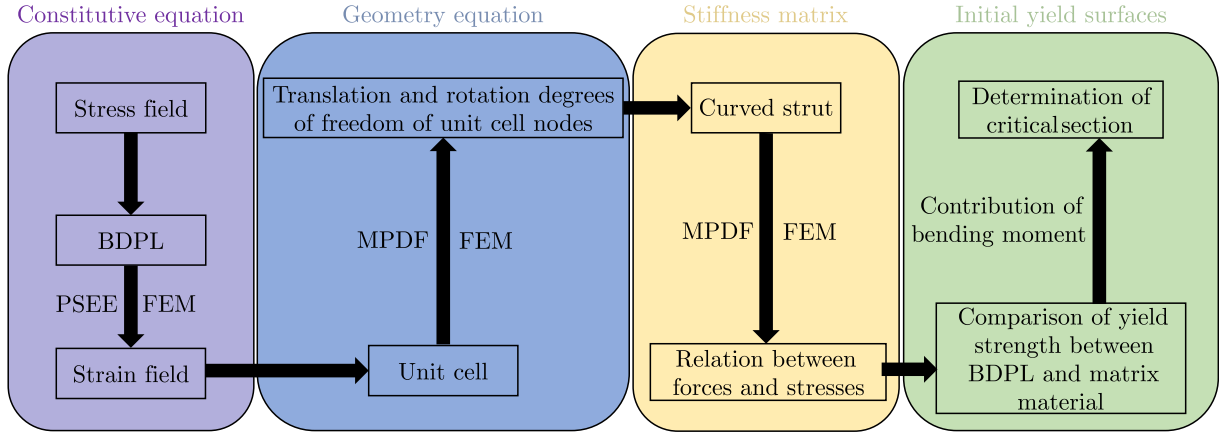 Constitutive equation
Stress field
BDPL
PSEE FEM
Strain field
Geometry equation
Translation and rotation degrees
of freedom of unit cell nodes
MPDF FEM
Unit cell
Stiffness matrix
Curved strut
MPDF FEM
Relation between
forces and stresses
Initial yield surfaces
Determination of
critical section
Contribution of
bending moment
Comparison of yield
strength between
BDPL and matrix
material